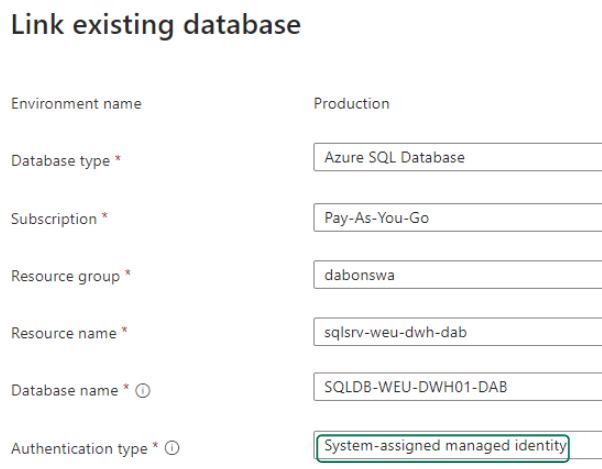 Link existing database
Environment name Production
Database type * Azure SQL Database
Subscription * Pay-As-You-Go
Resource group * dabonswa
Resource name * sqlsrv-weu-dwh-dab
Database name * SQLDB-WEU-DWH01-DAB
Authentication type * System-assigned managed identity